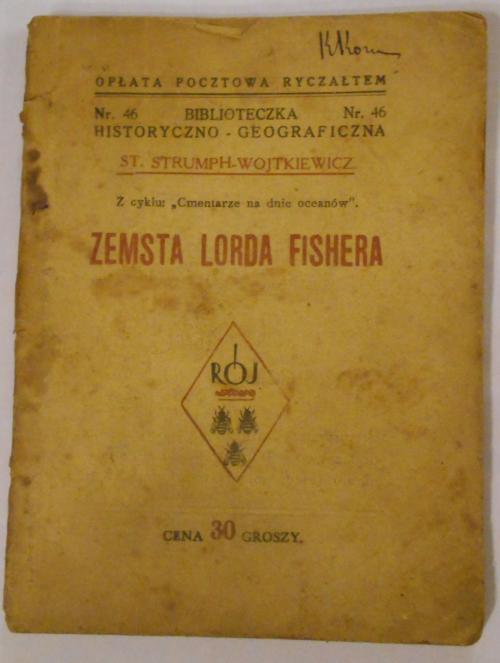 OPŁATA POCZTOWA RYCZAŁTEM
Nr. 46 BIBLIOTECZKA Nr. 46
HISTORYCZNO - GEOGRAFICZNA
ST. STRUMPH-WOJTKIEWICZ
Z cyklu: „Cmentarze na dnie oceanów".
ZEMSTA LORDA FISHERA
RÓJ
CENA 30 GROSZY.